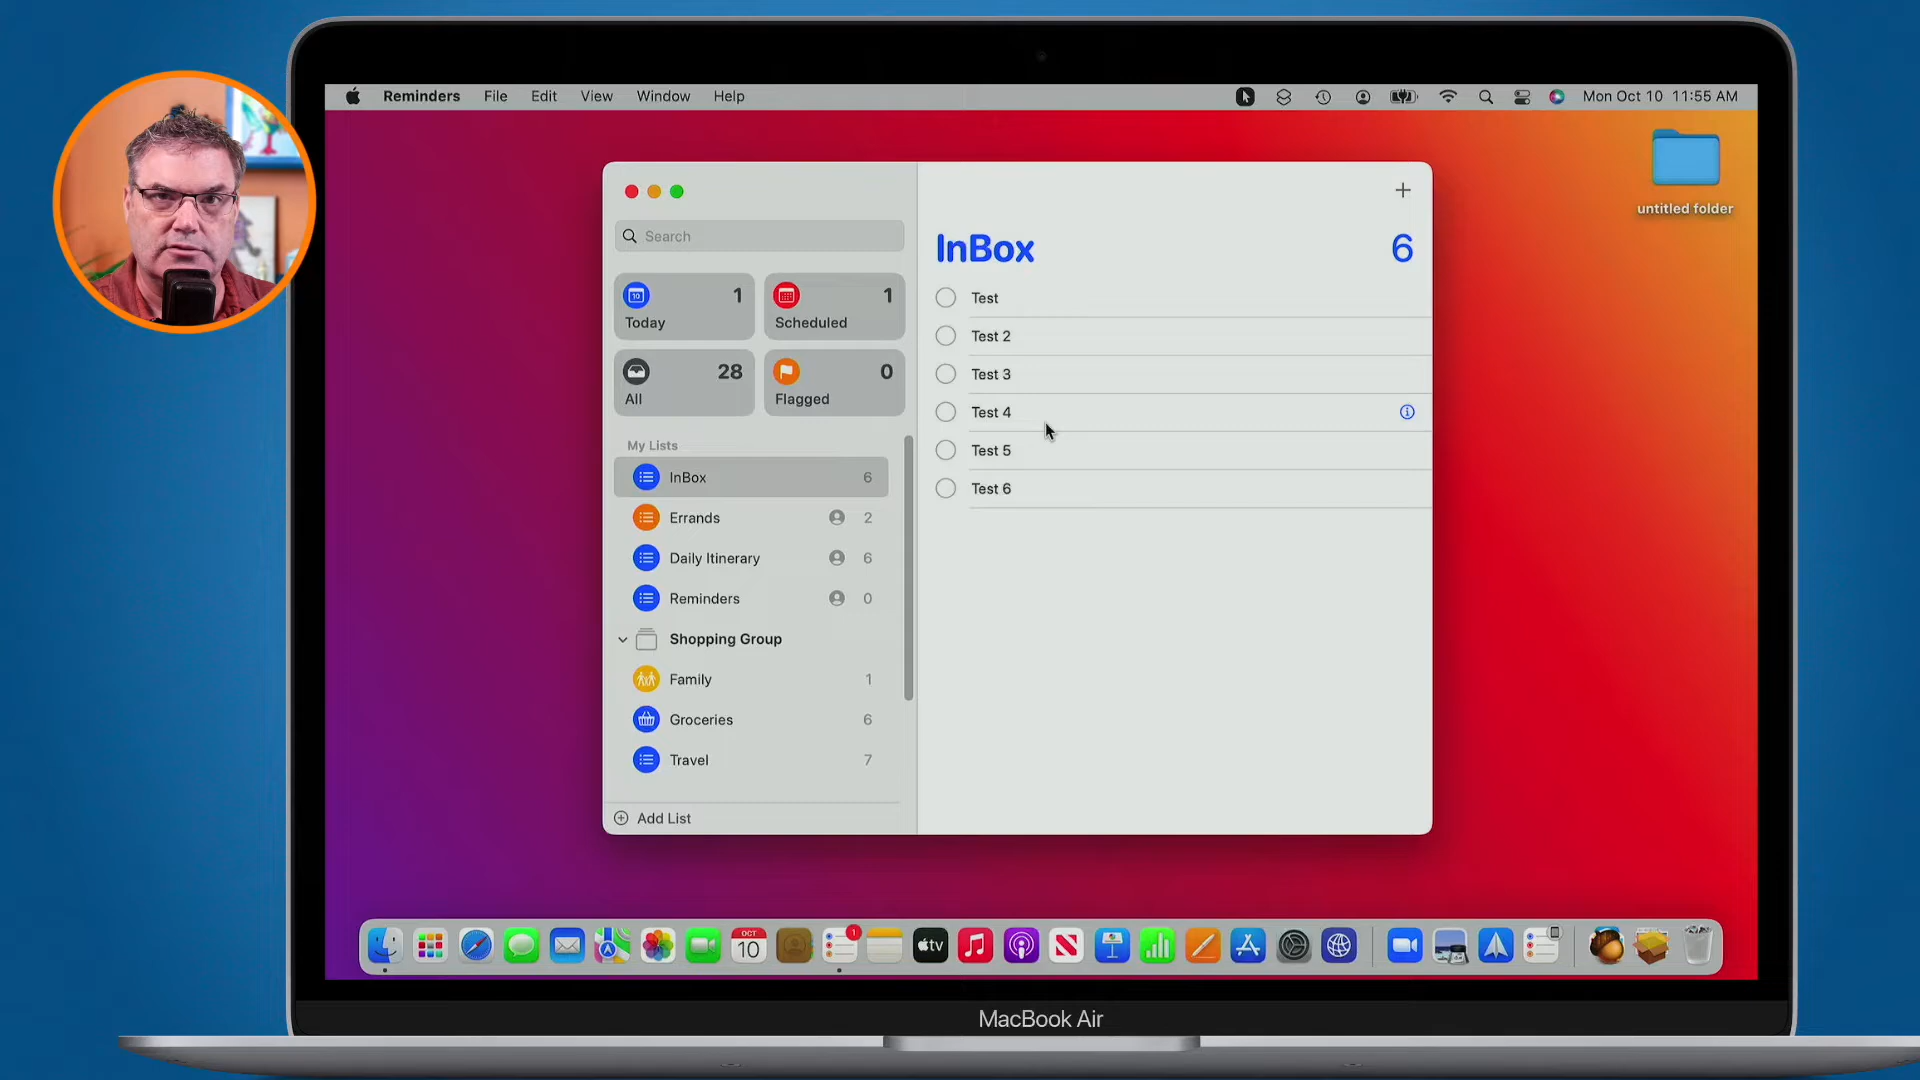 Reminders File Edit View Window Help Mon Oct 10 11:55 AM
untitled folder
Search
1
Today
1
Scheduled
28
All
0
Flagged
My Lists
InBox 6
Errands 2
Daily Itinerary 6
Reminders 0
Shopping Group
Family 1
Groceries 6
Travel 7
Add List
InBox 6
Test
Test 2
Test 3
Test 4
Test 5
Test 6
OCT
10
1
tv
MacBook Air